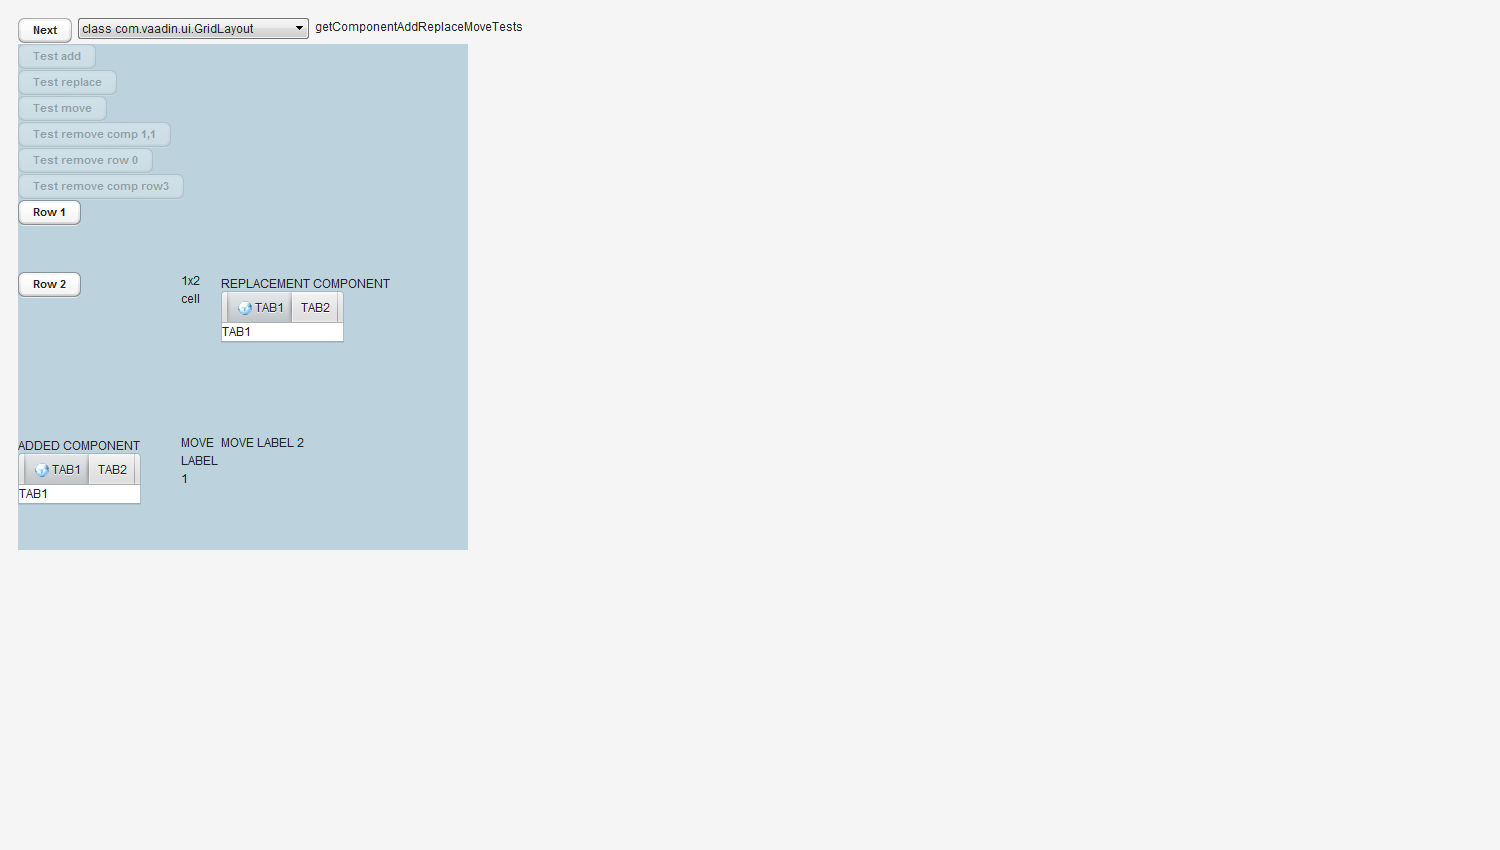 Next class com.vaadin.ui.GridLayout getComponentAddReplaceMoveTests
Test add
Test replace
Test move
Test remove comp 1,1
Test remove row 0
Test remove comp row3
Row 1
Row 2
1x2
cell
REPLACEMENT COMPONENT
TAB1 TAB2
TAB1
ADDED COMPONENT
TAB1 TAB2
TAB1
MOVE
LABEL
1
MOVE LABEL 2